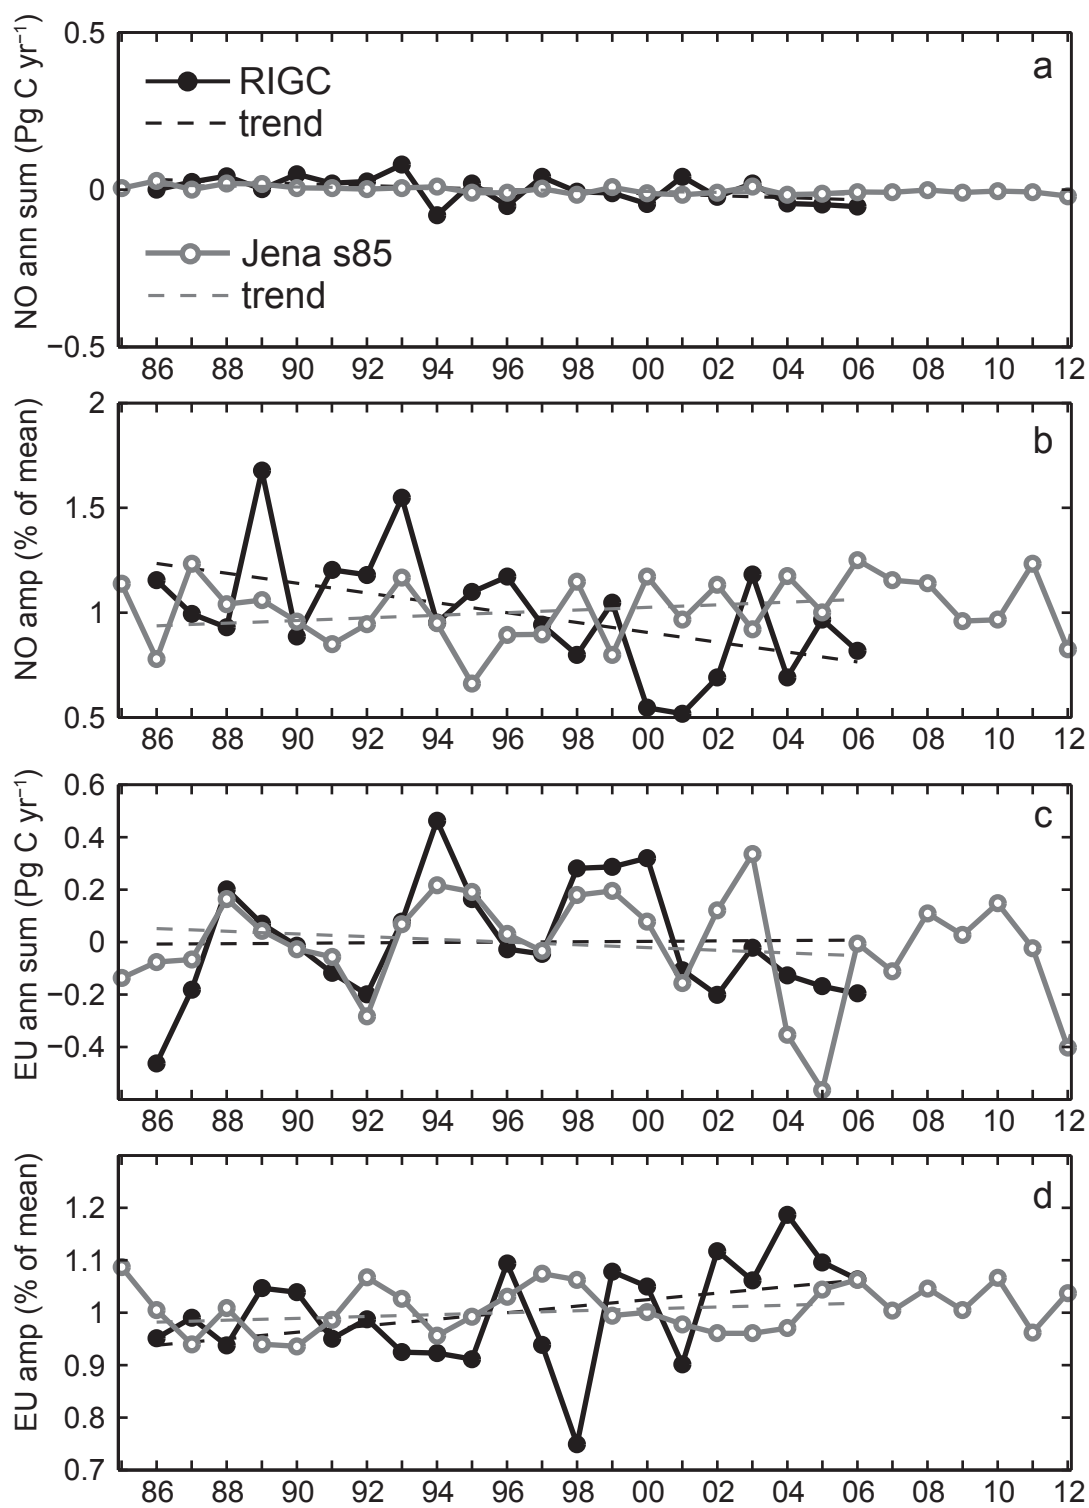 NO ann sum (Pg C yr⁻¹)
0.5
0
−0.5
a
RIGC
trend
Jena s85
trend
86 88 90 92 94 96 98 00 02 04 06 08 10 12
NO amp (% of mean)
2
1.5
1
0.5
b
86 88 90 92 94 96 98 00 02 04 06 08 10 12
EU ann sum (Pg C yr⁻¹)
0.6
0.4
0.2
0
−0.2
−0.4
c
86 88 90 92 94 96 98 00 02 04 06 08 10 12
EU amp (% of mean)
1.2
1.1
1
0.9
0.8
0.7
d
86 88 90 92 94 96 98 00 02 04 06 08 10 12